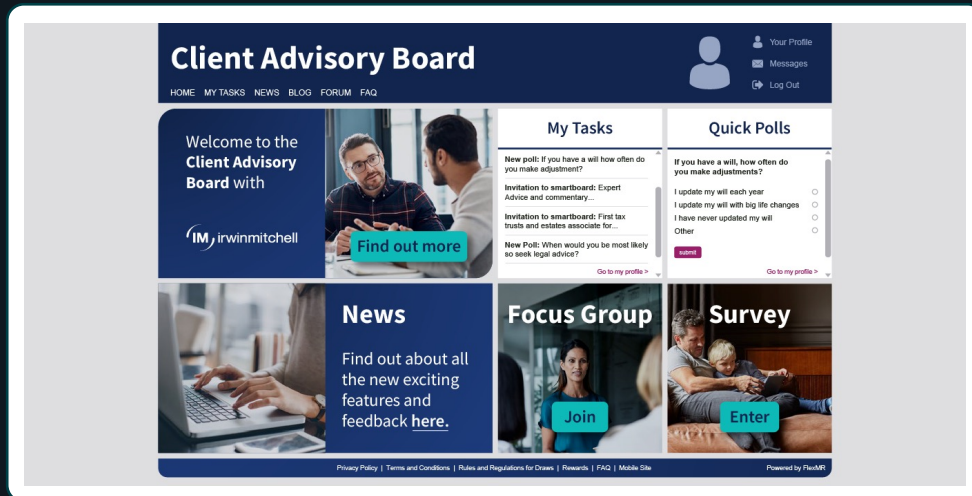 Client Advisory Board
HOME MY TASKS NEWS BLOG FORUM FAQ
Your Profile
Messages
Log Out
Welcome to the
Client Advisory
Board with
IM irwinmitchell
Find out more
My Tasks
New poll: If you have a will how often do
you make adjustment?
Invitation to smartboard: Expert
Advice and commentary...
Invitation to smartboard: First tax
trusts and estates associate for...
New Poll: When would you be most likely
so seek legal advice?
Go to my profile >
Quick Polls
If you have a will, how often do
you make adjustments?
I update my will each year
I update my will with big life changes
I have never updated my will
Other
submit
Go to my profile >
News
Find out about all
the new exciting
features and
feedback here.
Focus Group
Join
Survey
Enter
Privacy Policy | Terms and Conditions | Rules and Regulations for Draws | Rewards | FAQ | Mobile Site
Powered by FlexMR